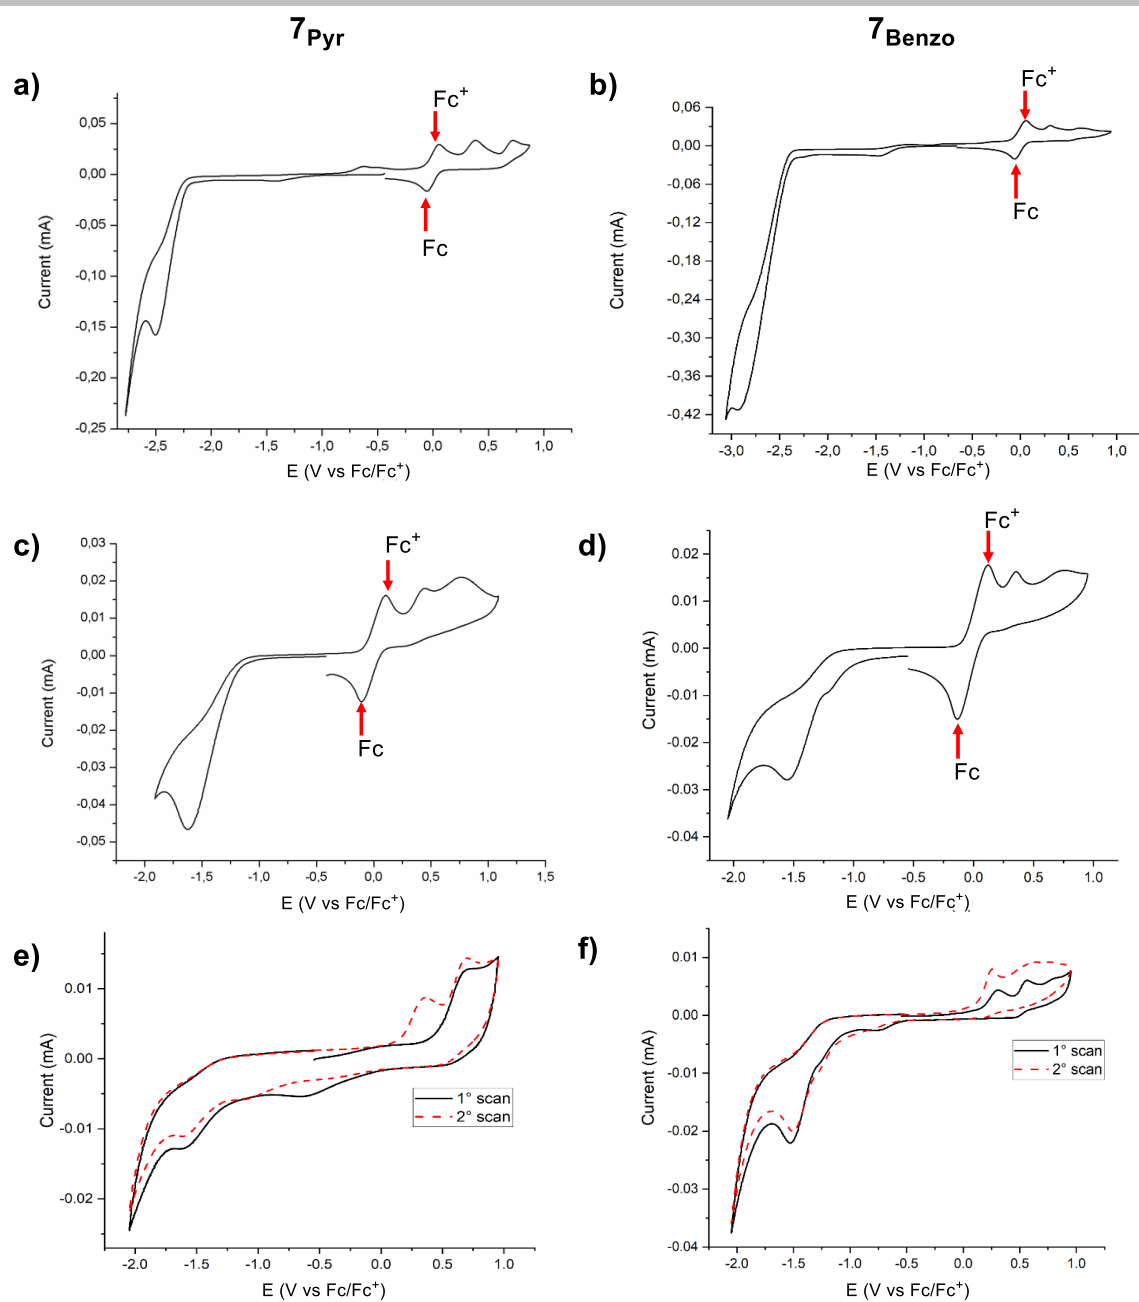 7Pyr
7Benzo
a)
Fc+
0,05
0,00
-0,05
-0,10
-0,15
-0,20
-0,25
Current (mA)
Fc
-2,5 -2,0 -1,5 -1,0 -0,5 0,0 0,5 1,0
E (V vs Fc/Fc+)
b)
Fc+
0,06
0,00
-0,06
-0,12
-0,18
-0,24
-0,30
-0,36
-0,42
Current (mA)
Fc
-3,0 -2,5 -2,0 -1,5 -1,0 -0,5 0,0 0,5 1,0
E (V vs Fc/Fc+)
c)
Fc+
0,03
0,02
0,01
0,00
-0,01
-0,02
-0,03
-0,04
-0,05
Current (mA)
Fc
-2,0 -1,5 -1,0 -0,5 0,0 0,5 1,0 1,5
E (V vs Fc/Fc+)
d)
Fc+
0.02
0.01
0.00
-0.01
-0.02
-0.03
-0.04
Current (mA)
Fc
-2.0 -1.5 -1.0 -0.5 0.0 0.5 1.0
E (V vs Fc/Fc+)
e)
0.01
0.00
-0.01
-0.02
Current (mA)
1° scan
2° scan
-2.0 -1.5 -1.0 -0.5 0.0 0.5 1.0
E (V vs Fc/Fc+)
f)
0.015
0.010
0.00
-0.01
-0.02
-0.03
-0.04
Current (mA)
1° scan
2° scan
-2.0 -1.5 -1.0 -0.5 0.0 0.5 1.0
E (V vs Fc/Fc+)